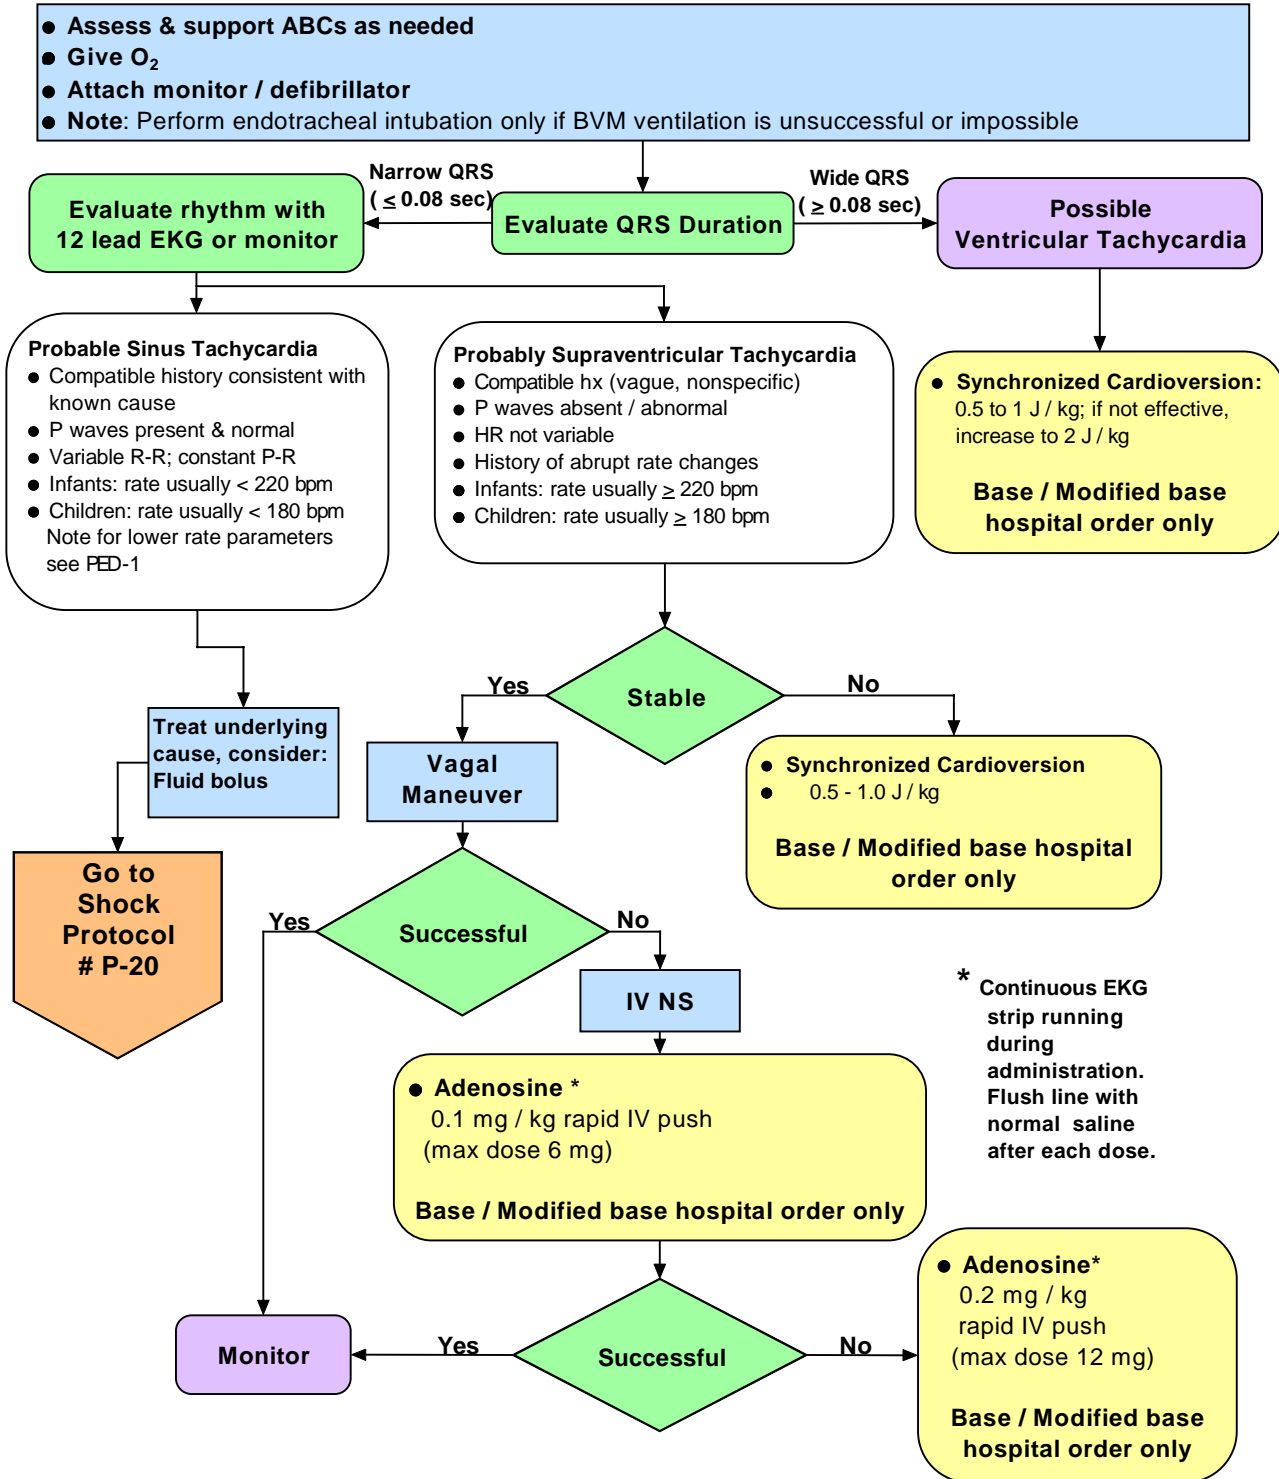 ● Assess & support ABCs as needed
● Give O₂
● Attach monitor / defibrillator
● Note: Perform endotracheal intubation only if BVM ventilation is unsuccessful or impossible
Narrow QRS
( ≤ 0.08 sec)
Wide QRS
( ≥ 0.08 sec)
Evaluate rhythm with
12 lead EKG or monitor
Evaluate QRS Duration
Possible
Ventricular Tachycardia
Probable Sinus Tachycardia
● Compatible history consistent with
known cause
● P waves present & normal
● Variable R-R; constant P-R
● Infants: rate usually < 220 bpm
● Children: rate usually < 180 bpm
Note for lower rate parameters
see PED-1
Probably Supraventricular Tachycardia
● Compatible hx (vague, nonspecific)
● P waves absent / abnormal
● HR not variable
● History of abrupt rate changes
● Infants: rate usually ≥ 220 bpm
● Children: rate usually ≥ 180 bpm
● Synchronized Cardioversion:
0.5 to 1 J / kg; if not effective,
increase to 2 J / kg
Base / Modified base
hospital order only
Stable
Yes
No
Treat underlying
cause, consider:
Fluid bolus
Vagal
Maneuver
● Synchronized Cardioversion
● 0.5 - 1.0 J / kg
Base / Modified base hospital
order only
Go to
Shock
Protocol
# P-20
Successful
Yes
No
IV NS
* Continuous EKG
strip running
during
administration.
Flush line with
normal saline
after each dose.
● Adenosine *
0.1 mg / kg rapid IV push
(max dose 6 mg)
Base / Modified base hospital order only
Monitor
Yes
Successful
No
● Adenosine*
0.2 mg / kg
rapid IV push
(max dose 12 mg)
Base / Modified base
hospital order only